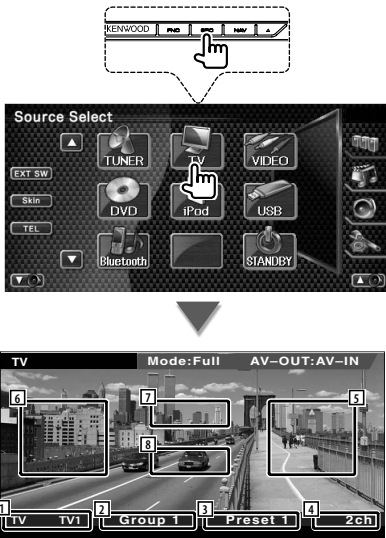 KENWOOD FNC SRC NAV ▲
Source Select
▲ TUNER TV VIDEO
EXT SW
Skin
DVD iPod USB
TEL
▼ Bluetooth STANDBY
▼ ▲
TV Mode:Full AV-OUT:AV-IN
6 7 5
8
1 2 3 4
TV TV1 Group 1 Preset 1 2ch